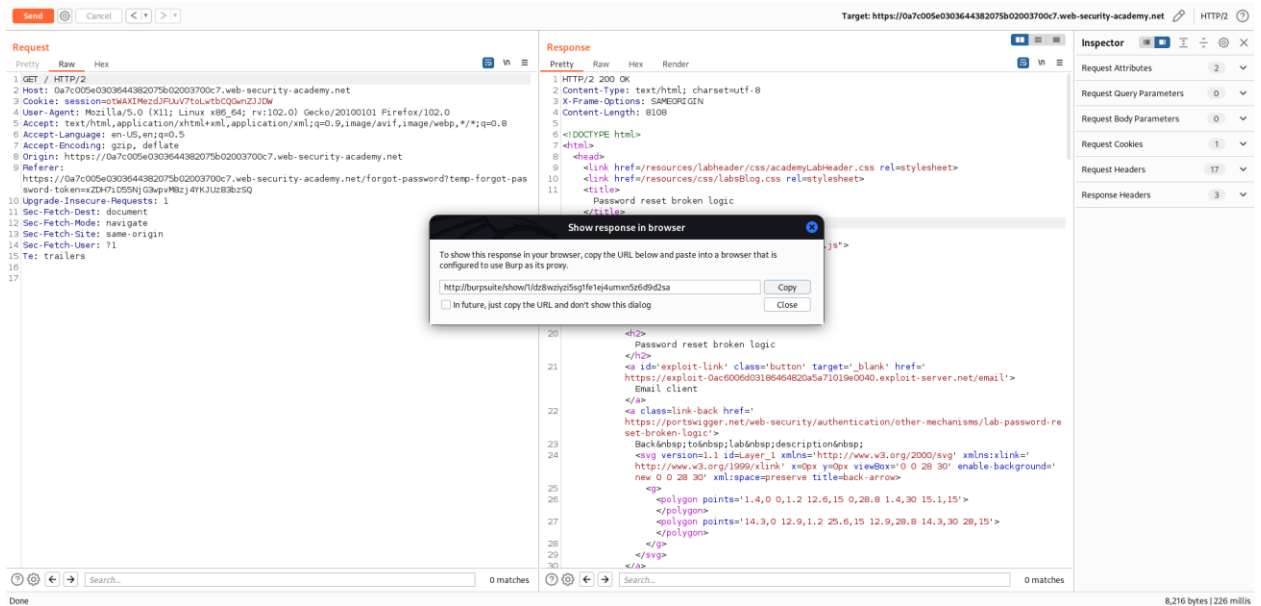 Send Cancel Target: https://0a7c005e0303644382075b02003700c7.web-security-academy.net HTTP/2
Request
Pretty Raw Hex
1 GET / HTTP/2
2 Host: 0a7c005e0303644382075b02003700c7.web-security-academy.net
3 Cookie: session=otWAXIMezdJFUuV7toLwtbCQGwnZJJDW
4 User-Agent: Mozilla/5.0 (X11; Linux x86_64; rv:102.0) Gecko/20100101 Firefox/102.0
5 Accept: text/html,application/xhtml+xml,application/xml;q=0.9,image/avif,image/webp,*/*;q=0.8
6 Accept-Language: en-US,en;q=0.5
7 Accept-Encoding: gzip, deflate
8 Origin: https://0a7c005e0303644382075b02003700c7.web-security-academy.net
9 Referer:
https://0a7c005e0303644382075b02003700c7.web-security-academy.net/forgot-password?temp-forgot-pas
sword-token=xZDH7iD55NjG3wpvMBzj4YKJUz83bzSQ
10 Upgrade-Insecure-Requests: 1
11 Sec-Fetch-Dest: document
12 Sec-Fetch-Mode: navigate
13 Sec-Fetch-Site: same-origin
14 Sec-Fetch-User: ?1
15 Te: trailers
16
17
Search... 0 matches
Response
Pretty Raw Hex Render
1 HTTP/2 200 OK
2 Content-Type: text/html; charset=utf-8
3 X-Frame-Options: SAMEORIGIN
4 Content-Length: 8108
5
6 <!DOCTYPE html>
7 <html>
8 <head>
9 <link href=/resources/labheader/css/academyLabHeader.css rel=stylesheet>
10 <link href=/resources/css/labsBlog.css rel=stylesheet>
11 <title>
Password reset broken logic
</title>
.js">
Show response in browser
To show this response in your browser, copy the URL below and paste into a browser that is
configured to use Burp as its proxy.
http://burpsuite/show/1/dz8wziyzi5sg1fe1ej4umxn5z6d9d2sa Copy
In future, just copy the URL and don't show this dialog Close
20 <h2>
Password reset broken logic
</h2>
21 <a id='exploit-link' class='button' target='_blank' href='
https://exploit-0ac6006d03186464820a5a71019e0040.exploit-server.net/email'>
Email client
</a>
22 <a class=link-back href='
https://portswigger.net/web-security/authentication/other-mechanisms/lab-password-re
set-broken-logic'>
23 Back&nbsp;to&nbsp;lab&nbsp;description&nbsp;
24 <svg version=1.1 id=Layer_1 xmlns='http://www.w3.org/2000/svg' xmlns:xlink='
http://www.w3.org/1999/xlink' x=0px y=0px viewBox='0 0 28 30' enable-background='
new 0 0 28 30' xml:space=preserve title=back-arrow>
25 <g>
26 <polygon points='1.4,0 0,1.2 12.6,15 0,28.8 1.4,30 15.1,15'>
</polygon>
27 <polygon points='14.3,0 12.9,1.2 25.6,15 12.9,28.8 14.3,30 28,15'>
</polygon>
28 </g>
29 </svg>
30 </a>
Search... 0 matches
Inspector
Request Attributes 2
Request Query Parameters 0
Request Body Parameters 0
Request Cookies 1
Request Headers 17
Response Headers 3
Done 8,216 bytes | 226 millis